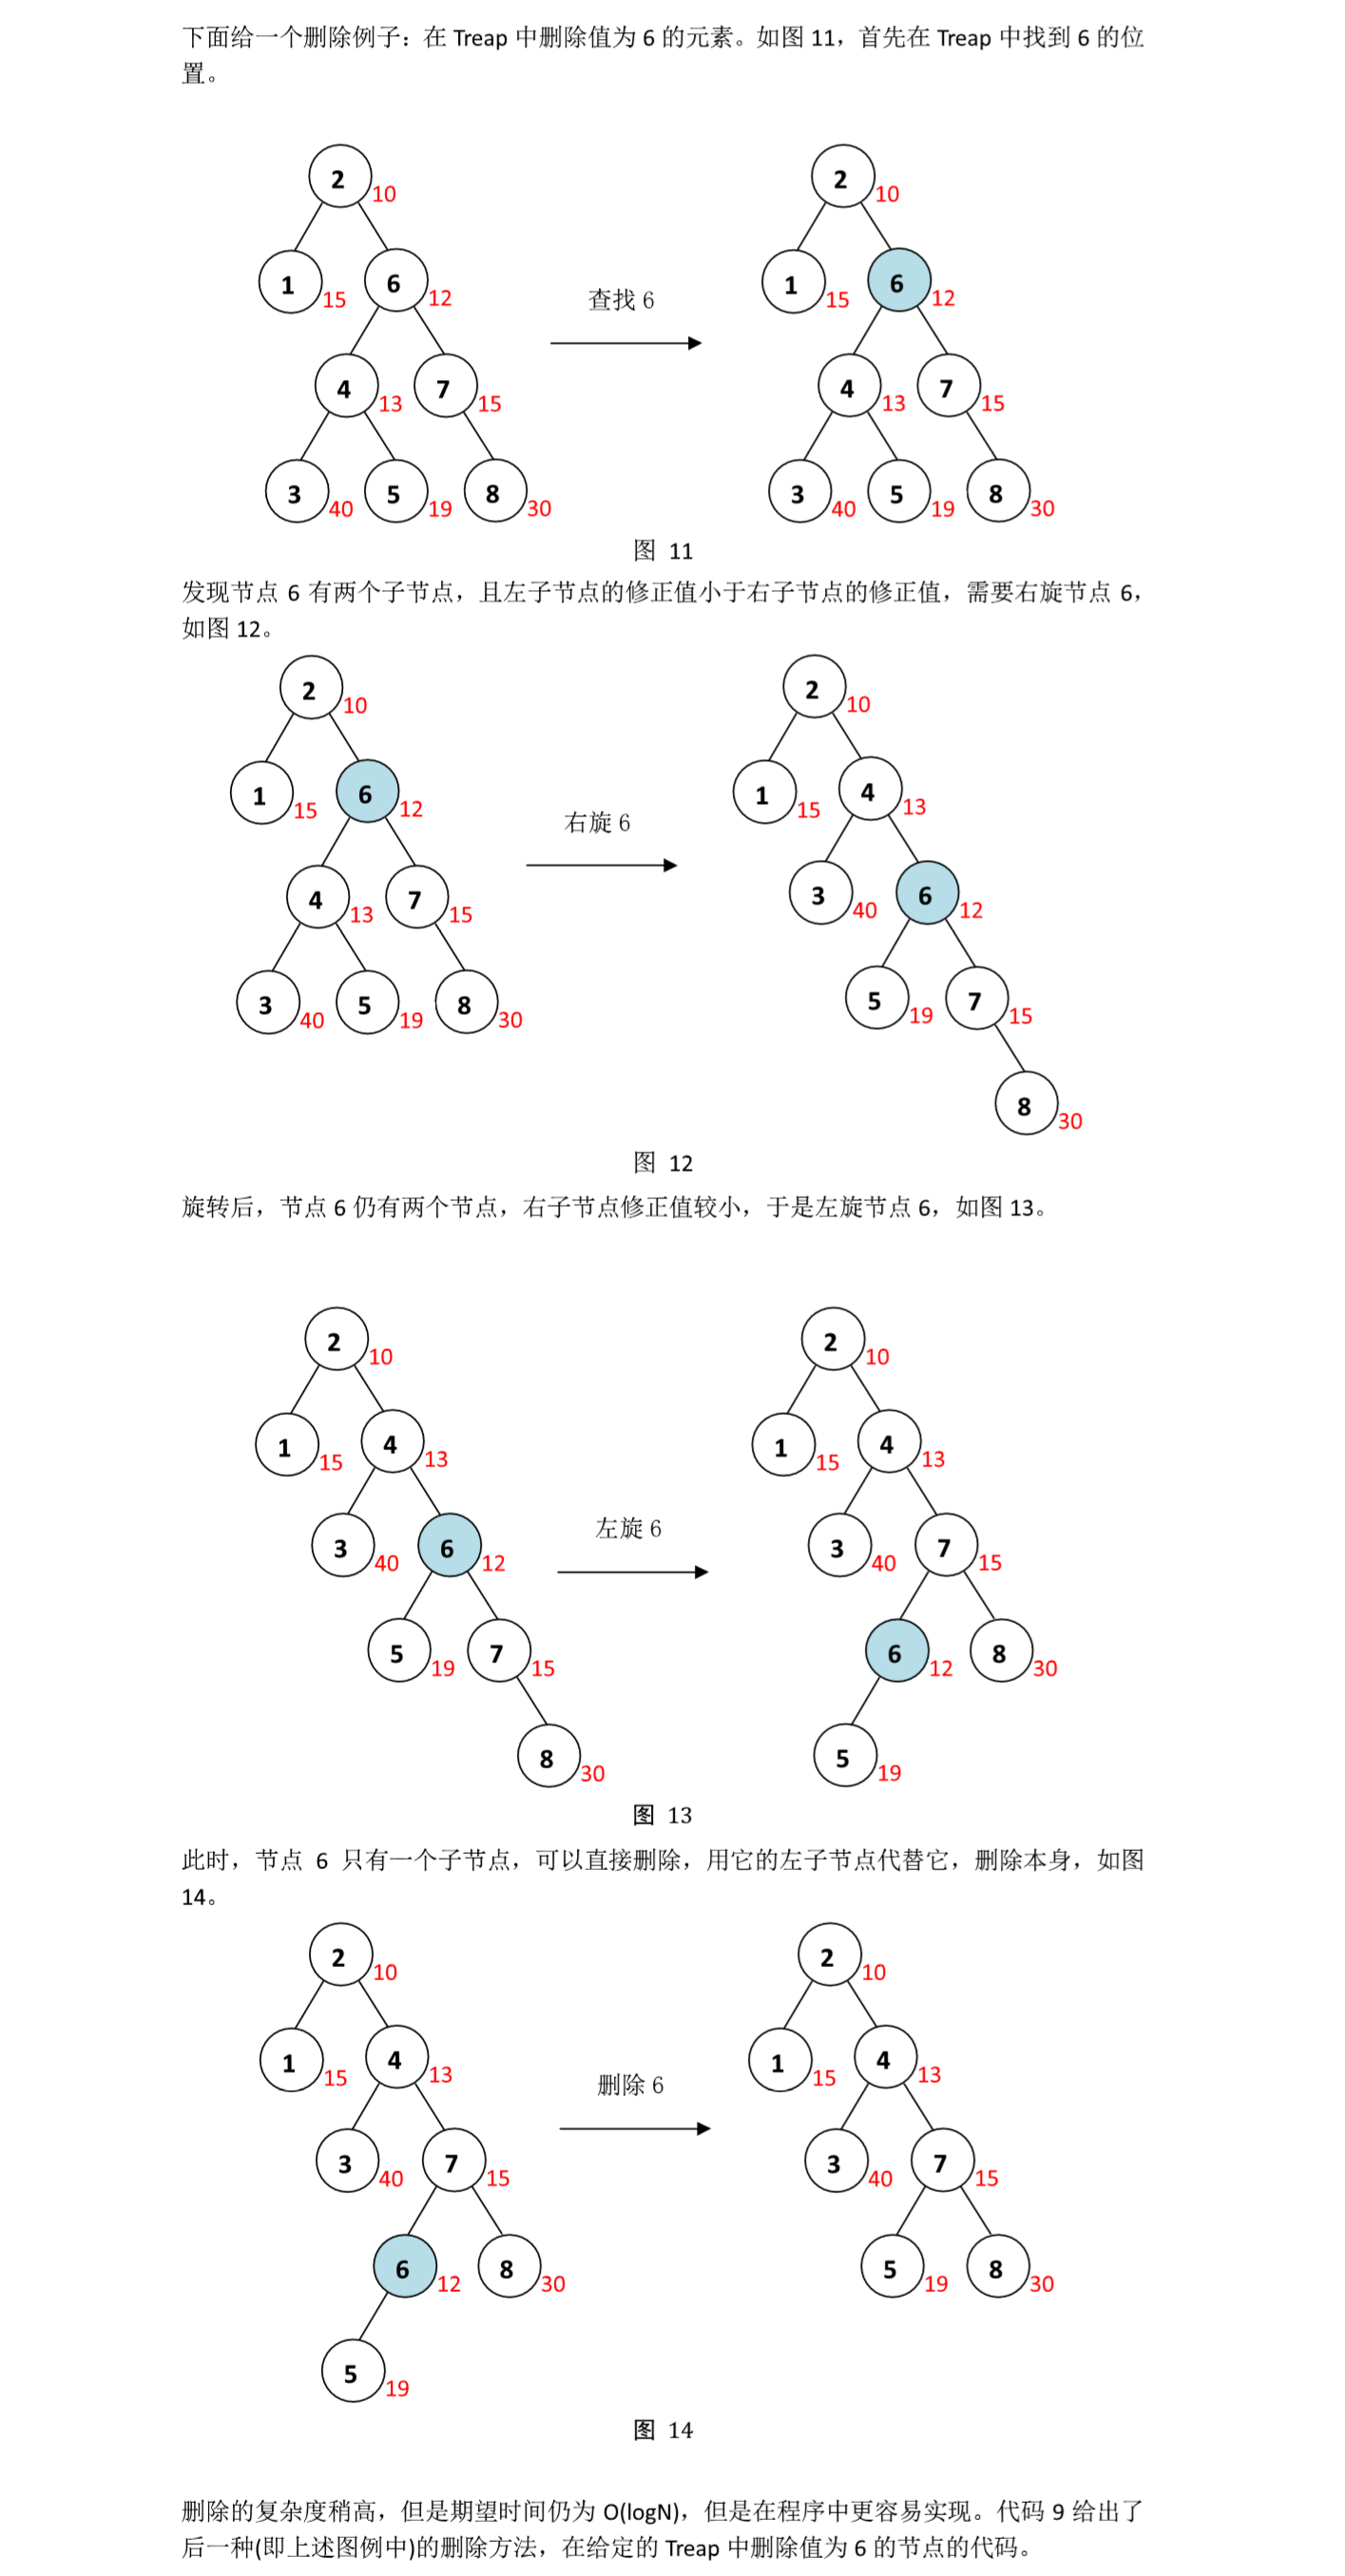 下面给一个删除例子：在 Treap 中删除值为 6 的元素。如图 11，首先在 Treap 中找到 6 的位
置。
2 10 2 10
1 15 6 12 查找 6 1 15 6 12
4 13 7 15 4 13 7 15
3 40 5 19 8 30 3 40 5 19 8 30
图 11
发现节点 6 有两个子节点，且左子节点的修正值小于右子节点的修正值，需要右旋节点 6，
如图 12。
2 10 2 10
1 15 6 12 右旋 6 1 15 4 13
4 13 7 15 3 40 6 12
3 40 5 19 8 30 5 19 7 15
8 30
图 12
旋转后，节点 6 仍有两个节点，右子节点修正值较小，于是左旋节点 6，如图 13。
2 10 2 10
1 15 4 13 1 15 4 13
3 40 6 12 左旋 6 3 40 7 15
5 19 7 15 6 12 8 30
8 30 5 19
图 13
此时，节点 6 只有一个子节点，可以直接删除，用它的左子节点代替它，删除本身，如图
14。
2 10 2 10
1 15 4 13 删除 6 1 15 4 13
3 40 7 15 3 40 7 15
6 12 8 30 5 19 8 30
5 19
图 14
删除的复杂度稍高，但是期望时间仍为 O(logN)，但是在程序中更容易实现。代码 9 给出了
后一种(即上述图例中)的删除方法，在给定的 Treap 中删除值为 6 的节点的代码。